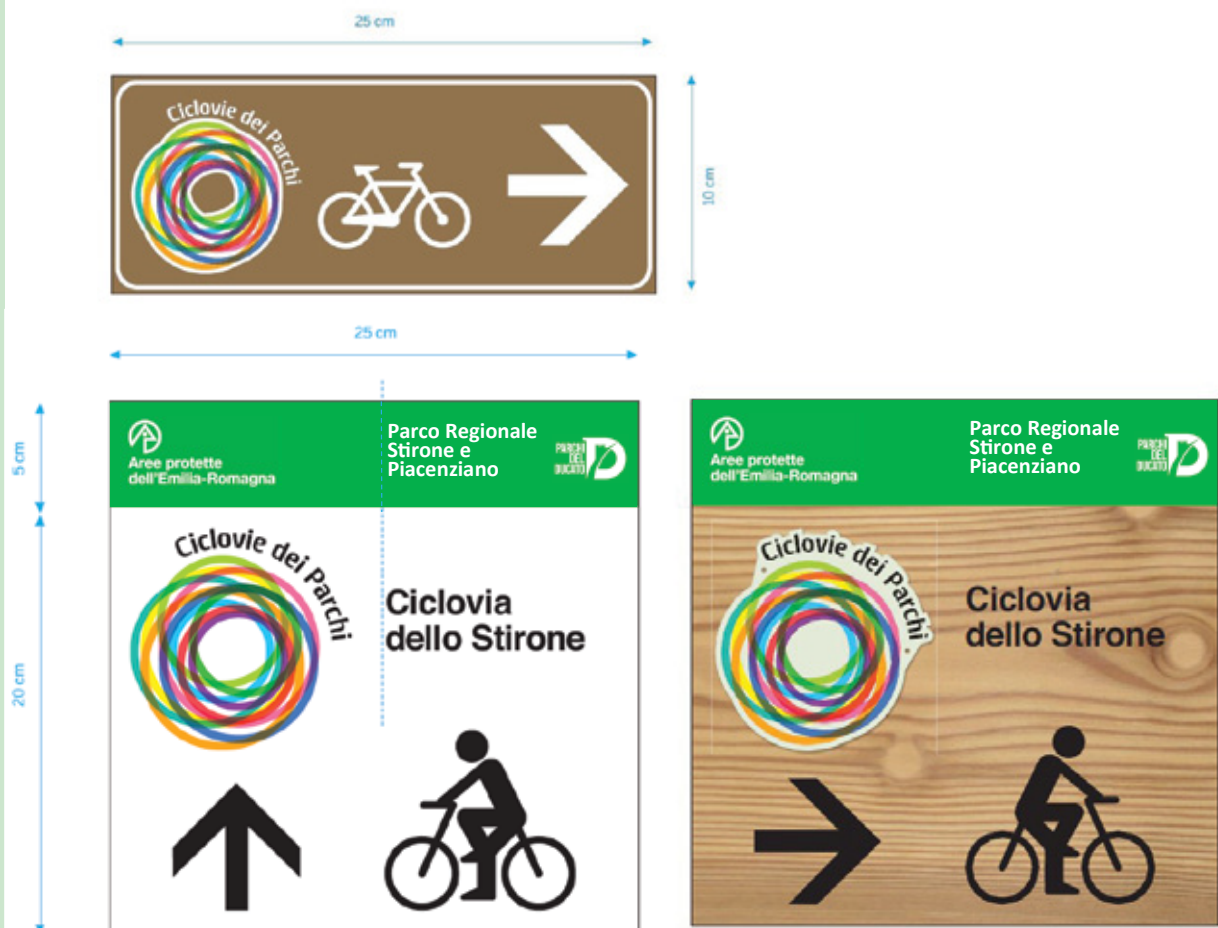 25 cm
Ciclovie dei Parchi
10 cm
25 cm
5 cm
20 cm
Aree protette
dell'Emilia-Romagna
Parco Regionale
Stirone e
Piacenziano
PARCHI
DEL
DUCATO
Ciclovie dei Parchi
Ciclovia
dello Stirone
Aree protette
dell'Emilia-Romagna
Parco Regionale
Stirone e
Piacenziano
PARCHI
DEL
DUCATO
Ciclovie dei Parchi
Ciclovia
dello Stirone